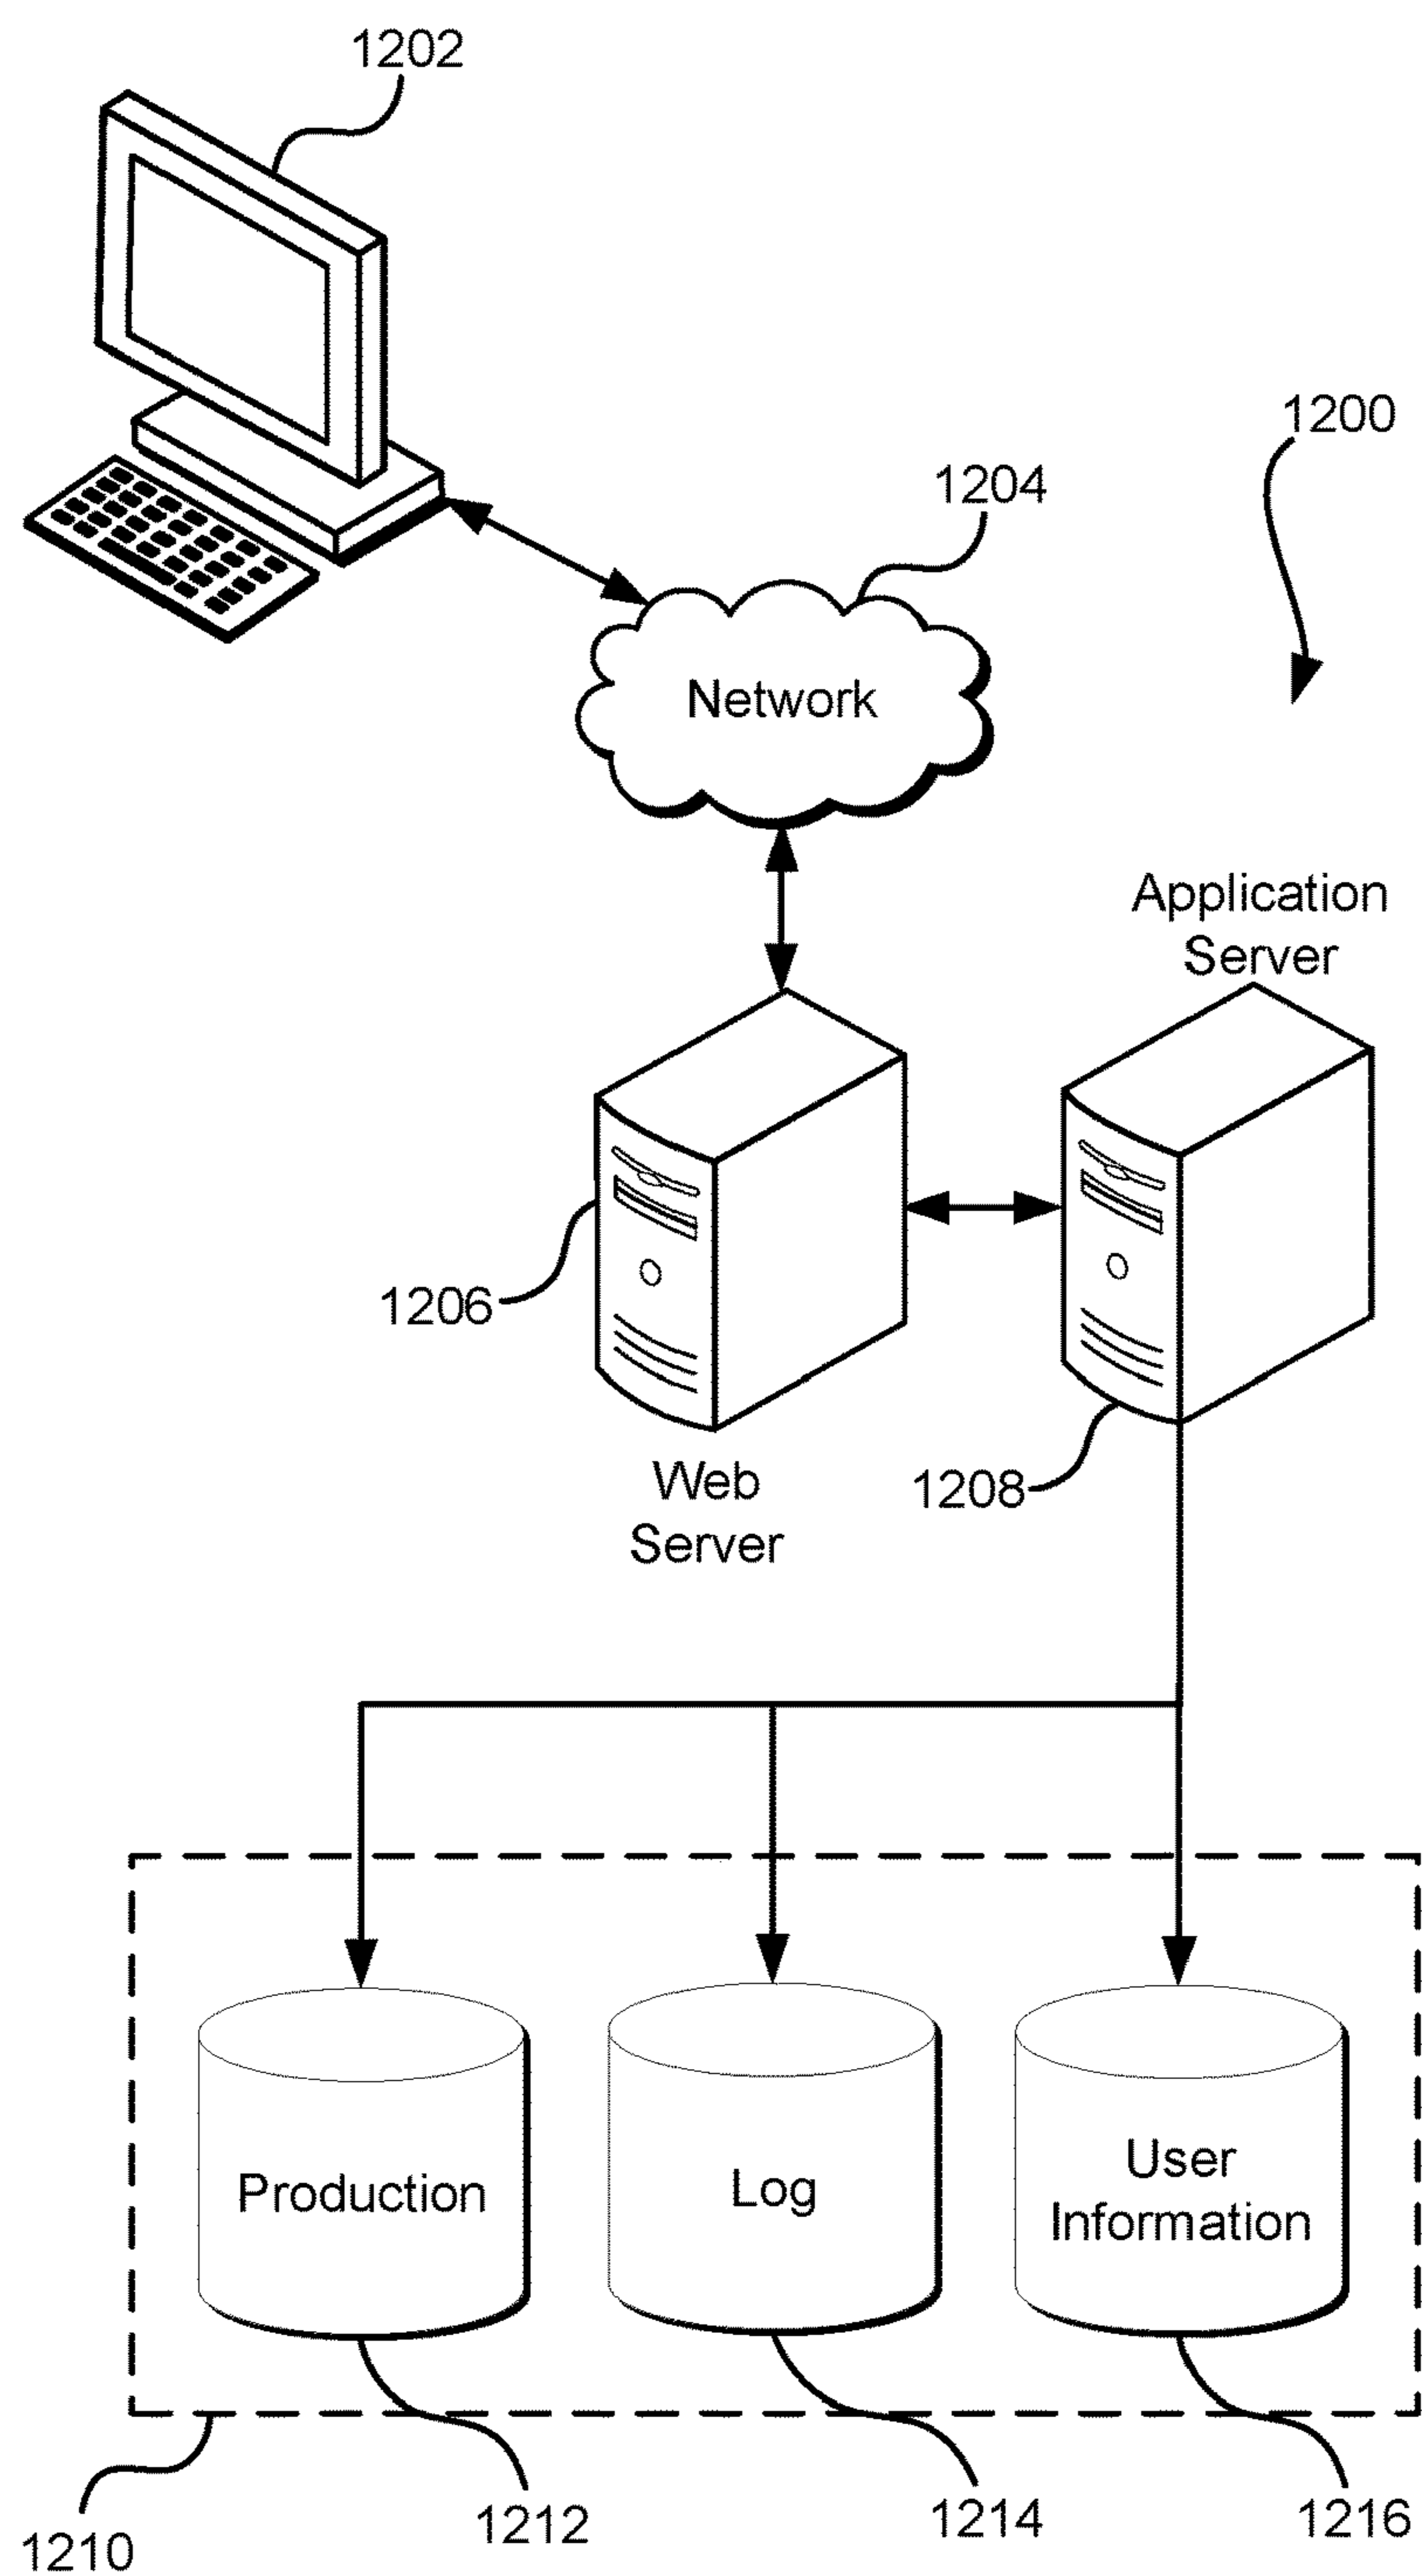 1202
1200
1204
Network
Application
Server
1206
Web
Server
1208
Production
Log
User
Information
1210
1212
1214
1216